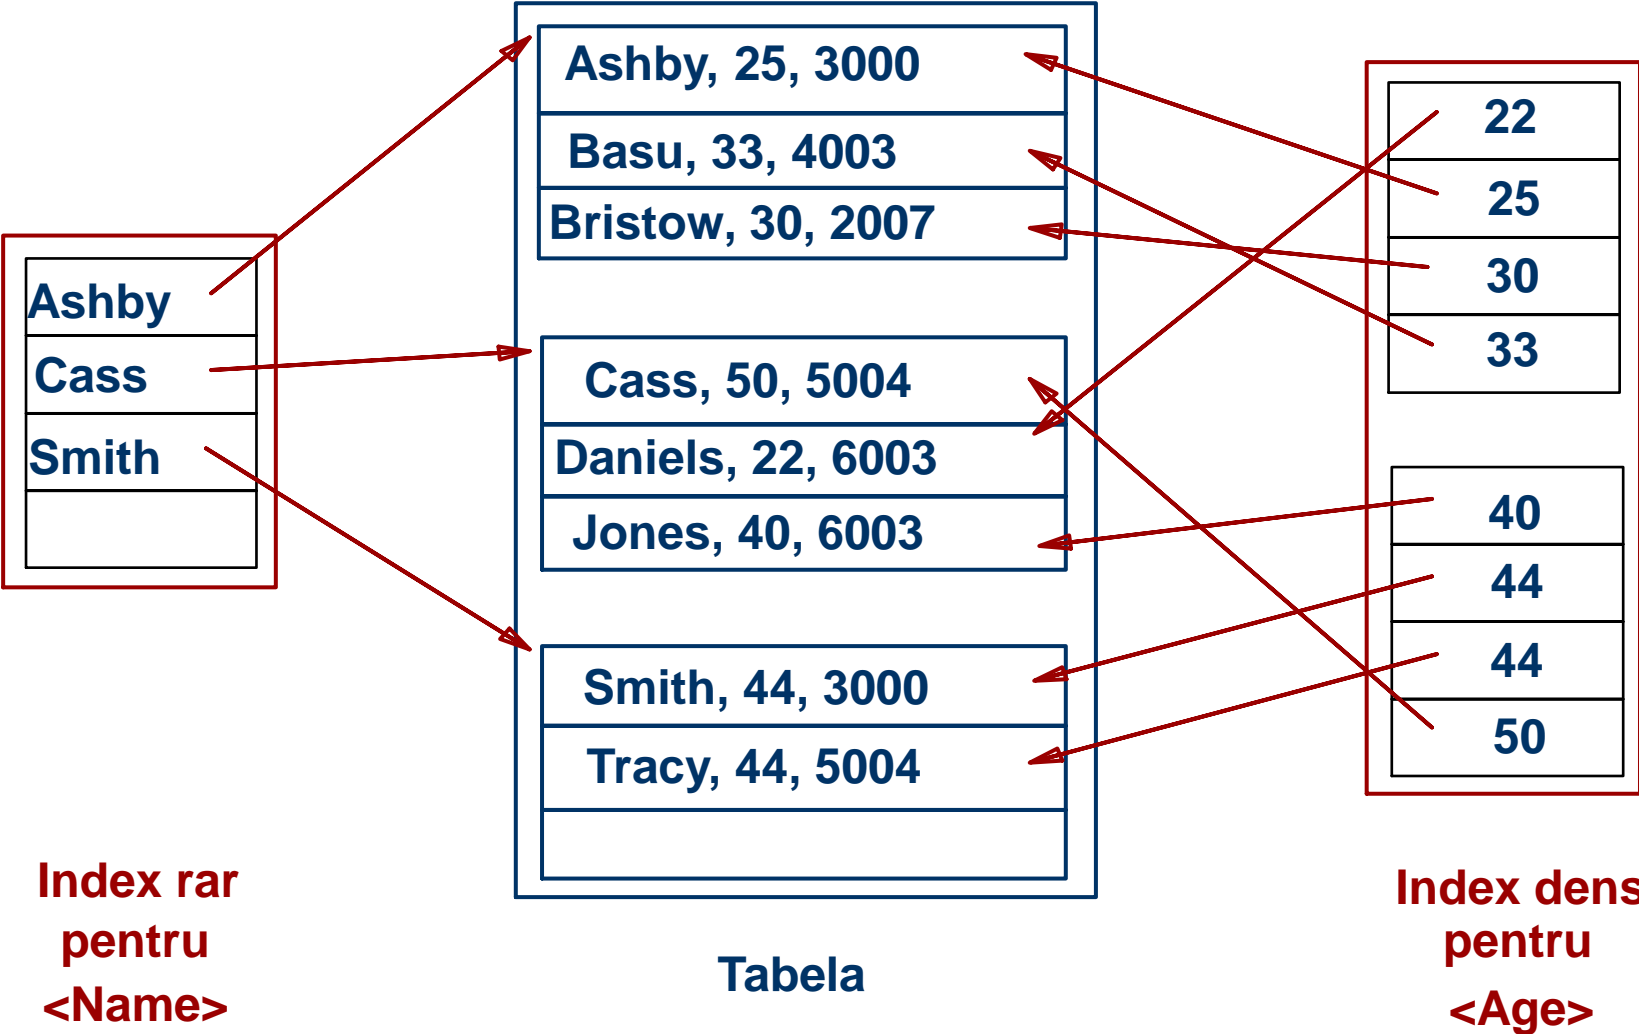 Ashby
Cass
Smith
Index rar
pentru
<Name>
Ashby, 25, 3000
Basu, 33, 4003
Bristow, 30, 2007
Cass, 50, 5004
Daniels, 22, 6003
Jones, 40, 6003
Smith, 44, 3000
Tracy, 44, 5004
Tabela
22
25
30
33
40
44
44
50
Index dens
pentru
<Age>